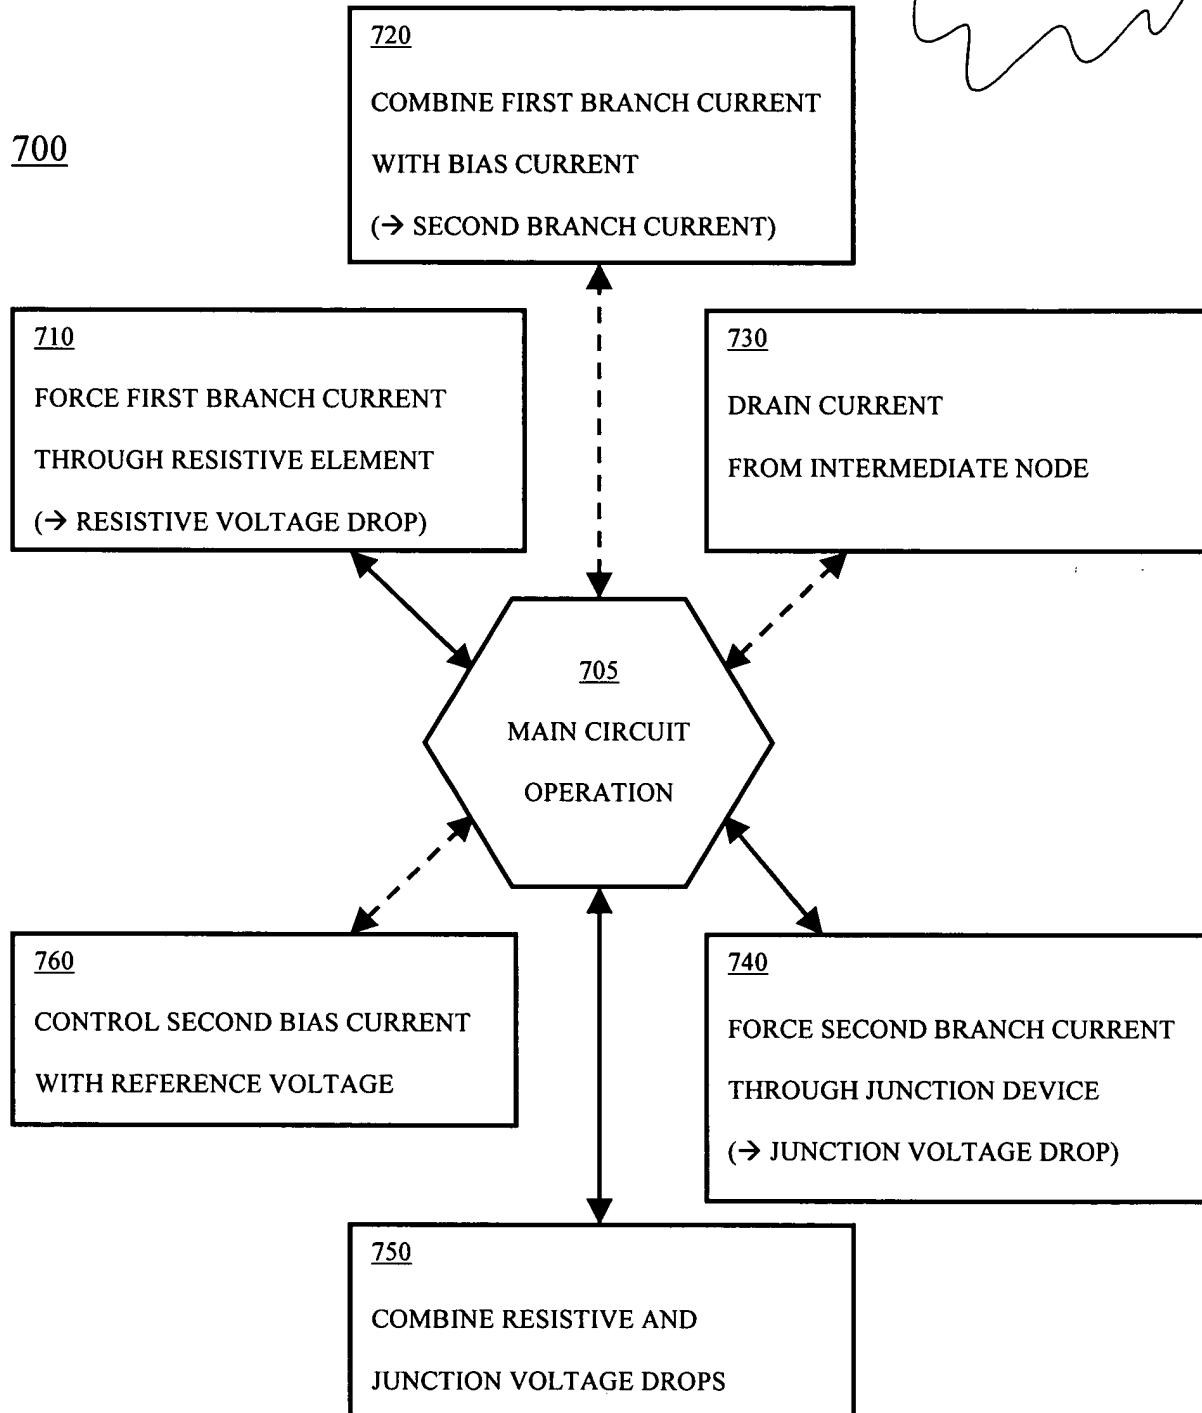 720
COMBINE FIRST BRANCH CURRENT
WITH BIAS CURRENT
(→ SECOND BRANCH CURRENT)
700
710
FORCE FIRST BRANCH CURRENT
THROUGH RESISTIVE ELEMENT
(→ RESISTIVE VOLTAGE DROP)
730
DRAIN CURRENT
FROM INTERMEDIATE NODE
705
MAIN CIRCUIT
OPERATION
760
CONTROL SECOND BIAS CURRENT
WITH REFERENCE VOLTAGE
740
FORCE SECOND BRANCH CURRENT
THROUGH JUNCTION DEVICE
(→ JUNCTION VOLTAGE DROP)
750
COMBINE RESISTIVE AND
JUNCTION VOLTAGE DROPS